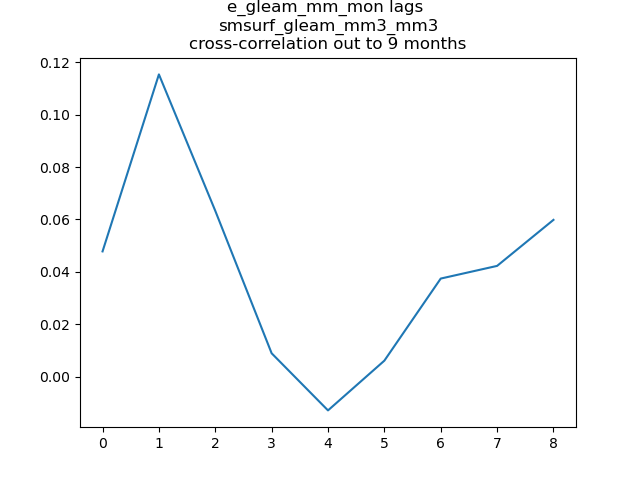 e_gleam_mm_mon lags
smsurf_gleam_mm3_mm3
cross-correlation out to 9 months
0.12
0.10
0.08
0.06
0.04
0.02
0.00
0 1 2 3 4 5 6 7 8